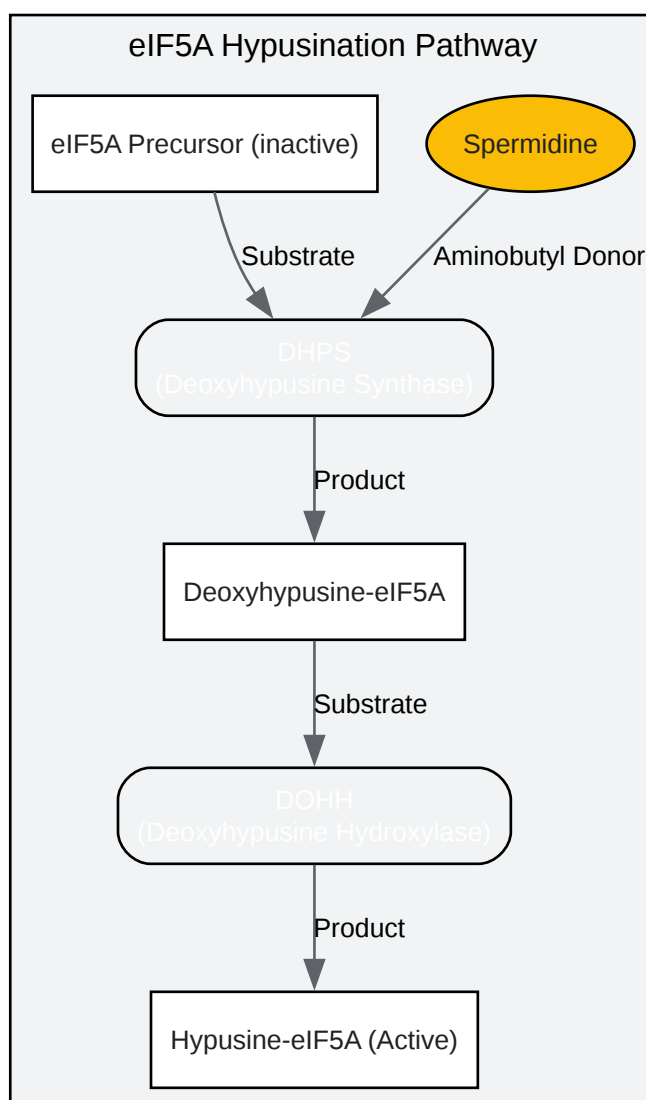 eIF5A Hypusination Pathway
eIF5A Precursor (inactive)
Spermidine
Substrate
Aminobutyl Donor
DHPS
(Deoxyhypusine Synthase)
Product
Deoxyhypusine-eIF5A
Substrate
DOHH
(Deoxyhypusine Hydroxylase)
Product
Hypusine-eIF5A (Active)